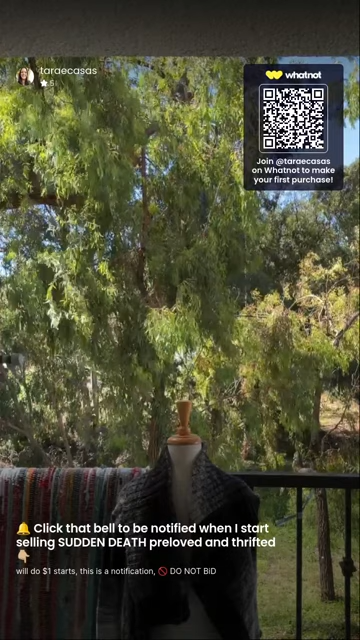 taraecasas
★ 5
whatnot
Join @taraecasas
on Whatnot to make
your first purchase!
🔔 Click that bell to be notified when I start
selling SUDDEN DEATH preloved and thrifted
👇🏼
will do $1 starts, this is a notification, 🚫 DO NOT BiD